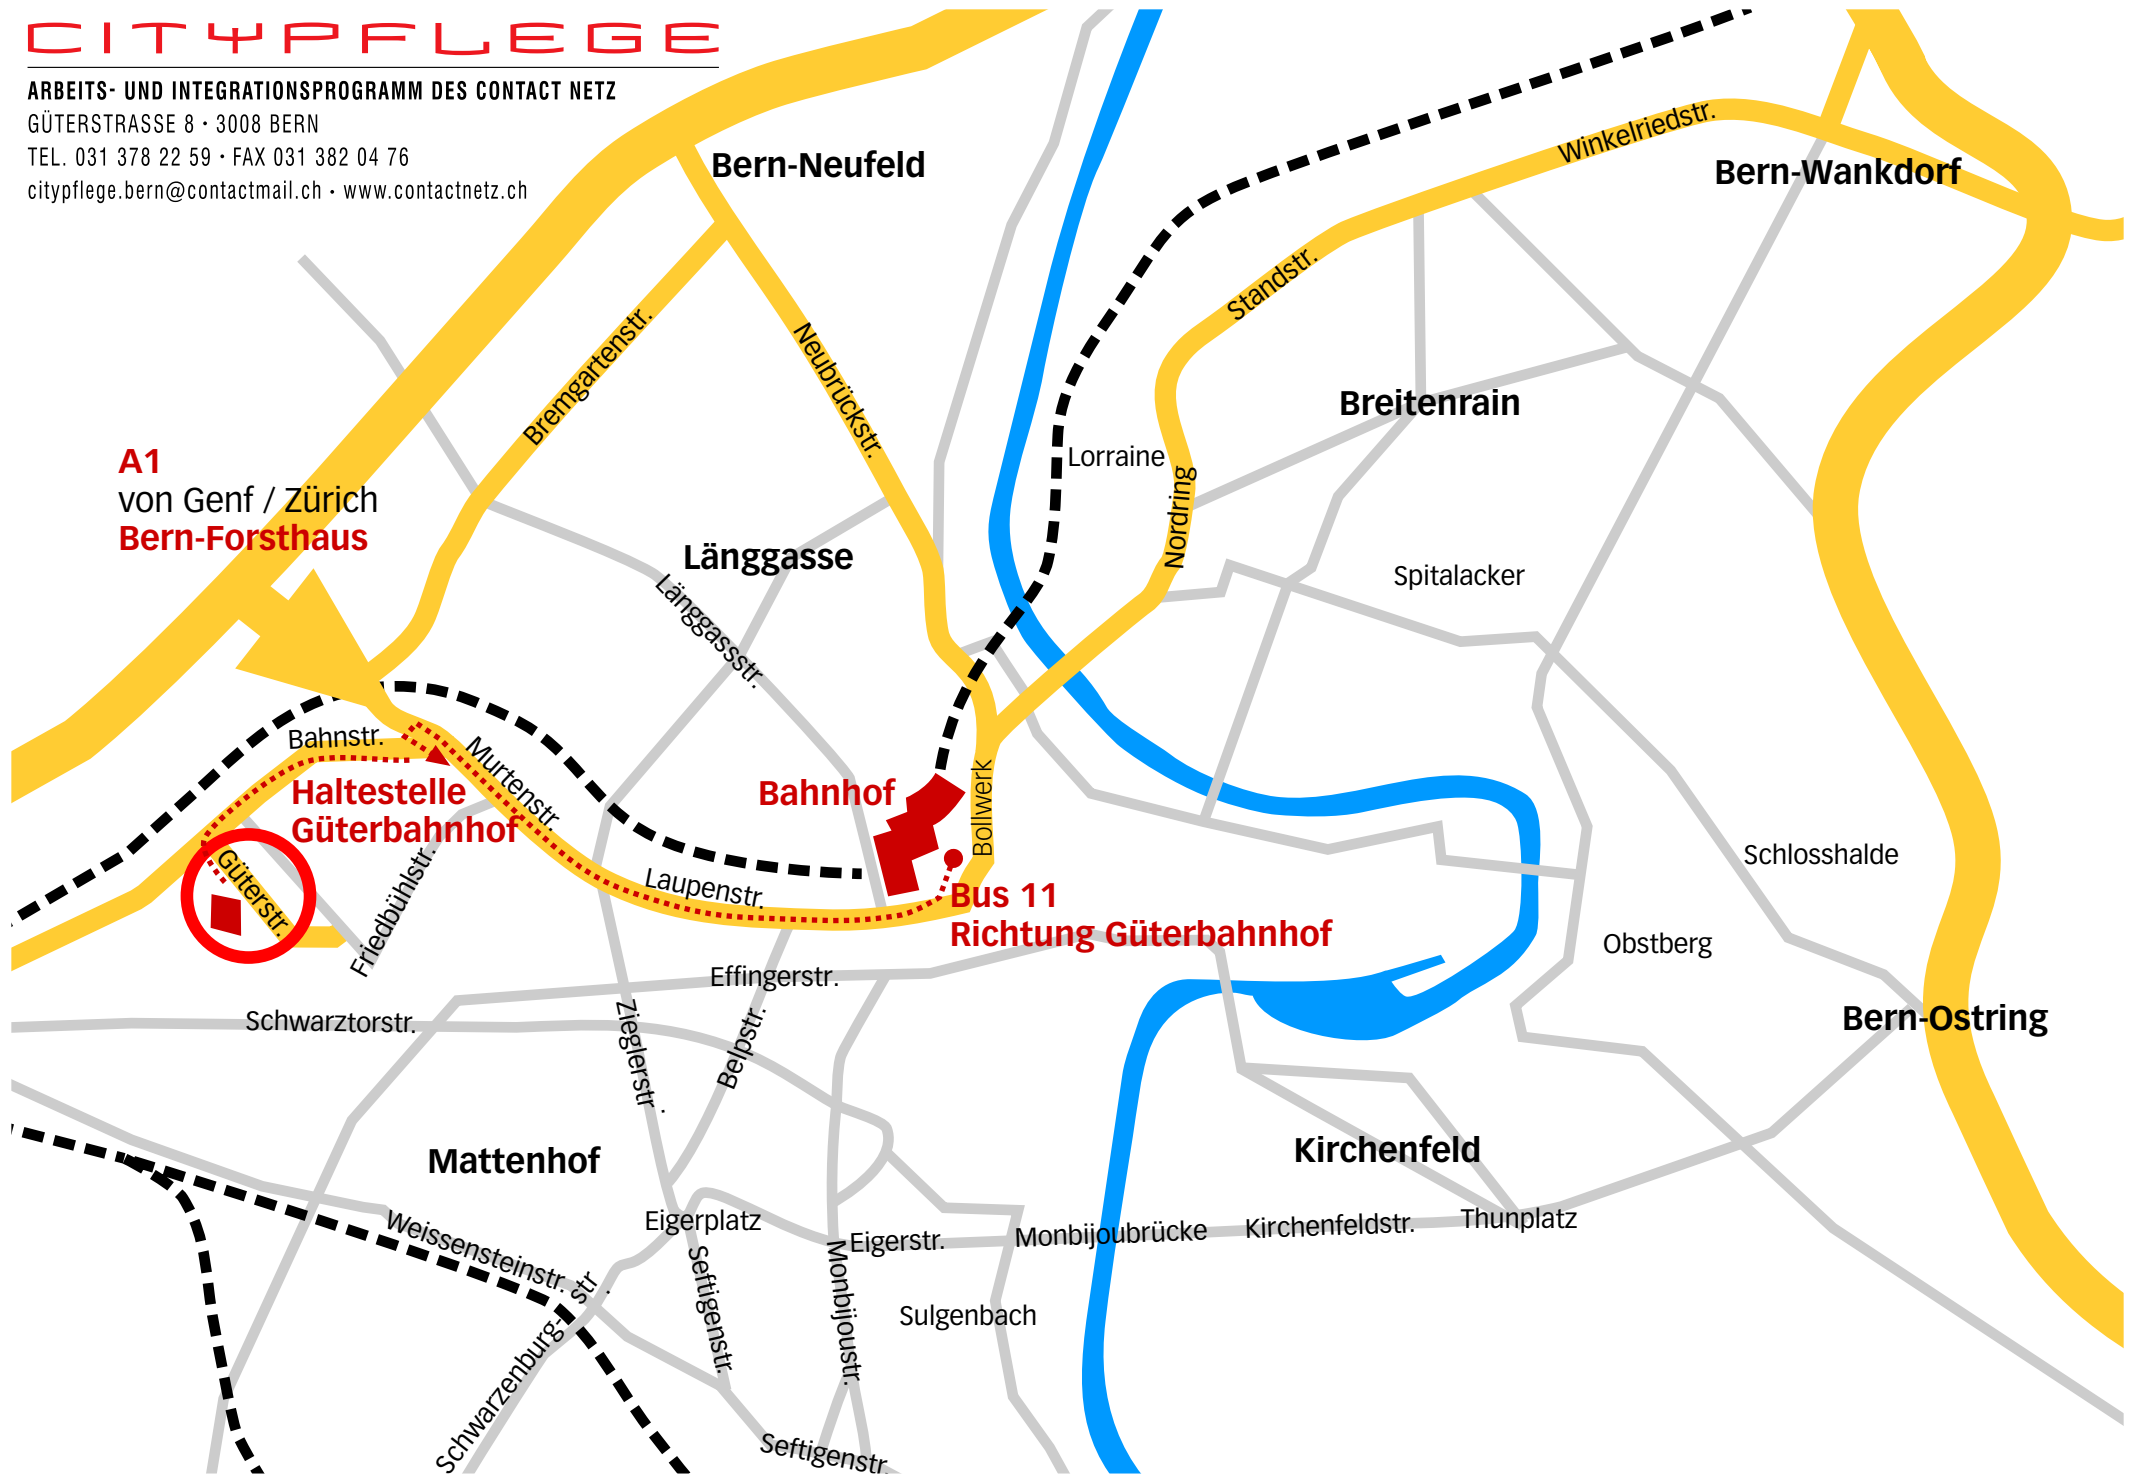 CITYPFLEGE
ARBEITS- UND INTEGRATIONSPROGRAMM DES CONTACT NETZ
GÜTERSTRASSE 8 • 3008 BERN
TEL. 031 378 22 59 • FAX 031 382 04 76
citypflege.bern@contactmail.ch • www.contactnetz.ch
Bern-Neufeld
Winkelriedstr.
Bern-Wankdorf
Standstr.
Bremgartenstr.
Neubrückstr.
Breitenrain
Lorraine
Nordring
A1
von Genf / Zürich
Bern-Forsthaus
Länggasse
Länggassstr.
Spitalacker
Bahnstr.
Murtenstr.
Haltestelle
Güterbahnhof
Bahnhof
Bollwerk
Güterstr.
Friedbühlstr.
Laupenstr.
Bus 11
Richtung Güterbahnhof
Schlosshalde
Obstberg
Effingerstr.
Schwarztorstr.
Zieglerstr.
Belpstr.
Bern-Ostring
Mattenhof
Kirchenfeld
Weissensteinstr.
Eigerplatz
Eigerstr.
Monbijoubrücke
Kirchenfeldstr.
Thunplatz
Seftigenstr.
Monbijoustr.
Sulgenbach
Schwarzenburg-
str.
Seftigenstr.